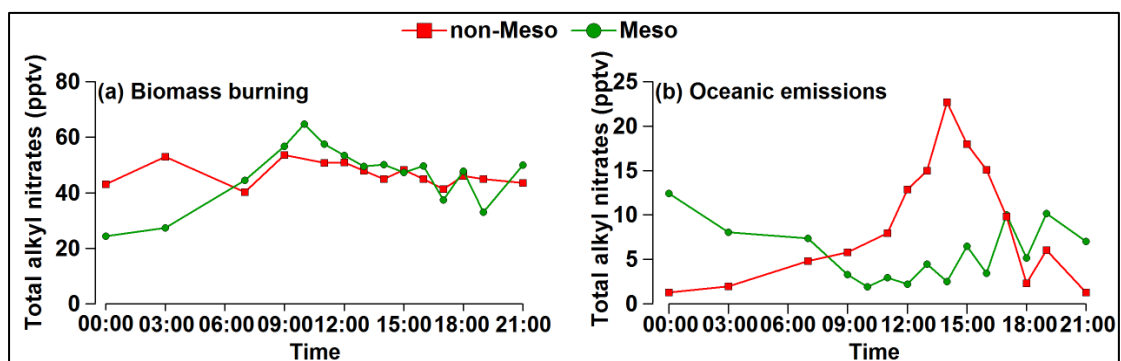 non-Meso Meso
(a) Biomass burning
Total alkyl nitrates (pptv)
80
60
40
20
0
00:00 03:00 06:00 09:00 12:00 15:00 18:00 21:00
Time
(b) Oceanic emissions
Total alkyl nitrates (pptv)
25
20
15
10
5
0
00:00 03:00 06:00 09:00 12:00 15:00 18:00 21:00
Time